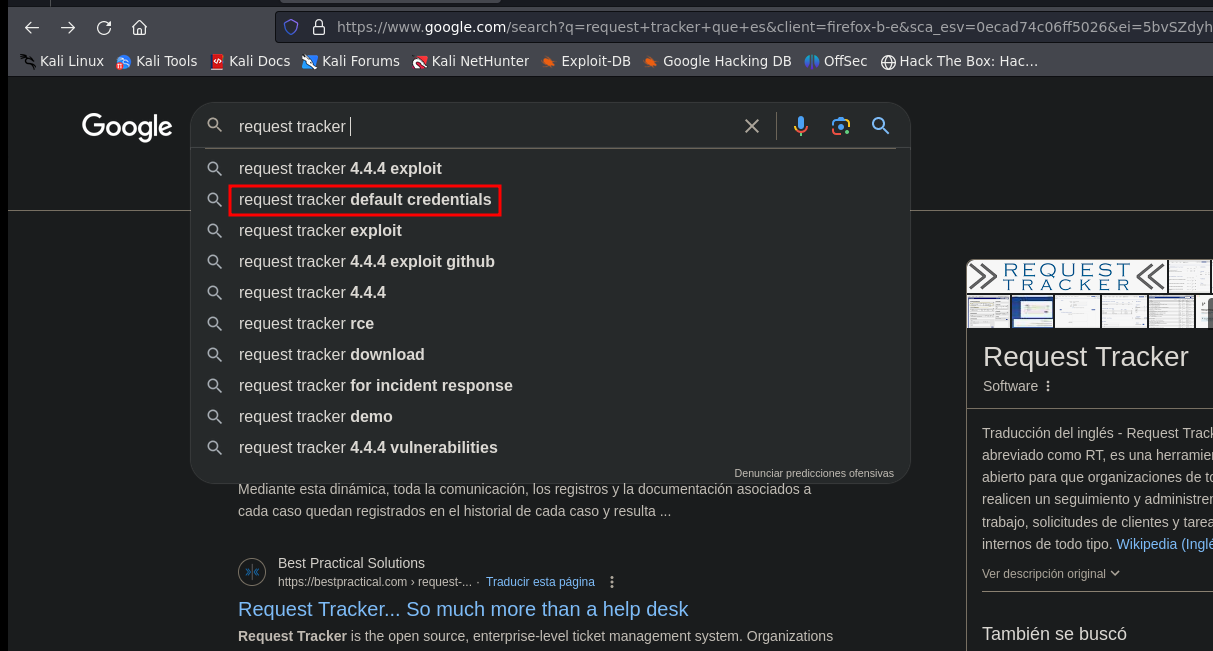 https://www.google.com/search?q=request+tracker+que+es&client=firefox-b-e&sca_esv=0ecad74c06ff5026&ei=5bvSZdyh
Kali Linux Kali Tools Kali Docs Kali Forums Kali NetHunter Exploit-DB Google Hacking DB OffSec Hack The Box: Hac...
Google
request tracker
request tracker 4.4.4 exploit
request tracker default credentials
request tracker exploit
request tracker 4.4.4 exploit github
request tracker 4.4.4
request tracker rce
request tracker download
request tracker for incident response
request tracker demo
request tracker 4.4.4 vulnerabilities
Denunciar predicciones ofensivas
Mediante esta dinámica, toda la comunicación, los registros y la documentación asociados a
cada caso quedan registrados en el historial de cada caso y resulta ...
Best Practical Solutions
https://bestpractical.com › request-... · Traducir esta página
Request Tracker... So much more than a help desk
Request Tracker is the open source, enterprise-level ticket management system. Organizations
REQUEST
TRACKER
Request Tracker
Software
Traducción del inglés - Request Track
abreviado como RT, es una herramien
abierto para que organizaciones de to
realicen un seguimiento y administren
trabajo, solicitudes de clientes y tarea
internos de todo tipo. Wikipedia (Inglé
Ver descripción original
También se buscó